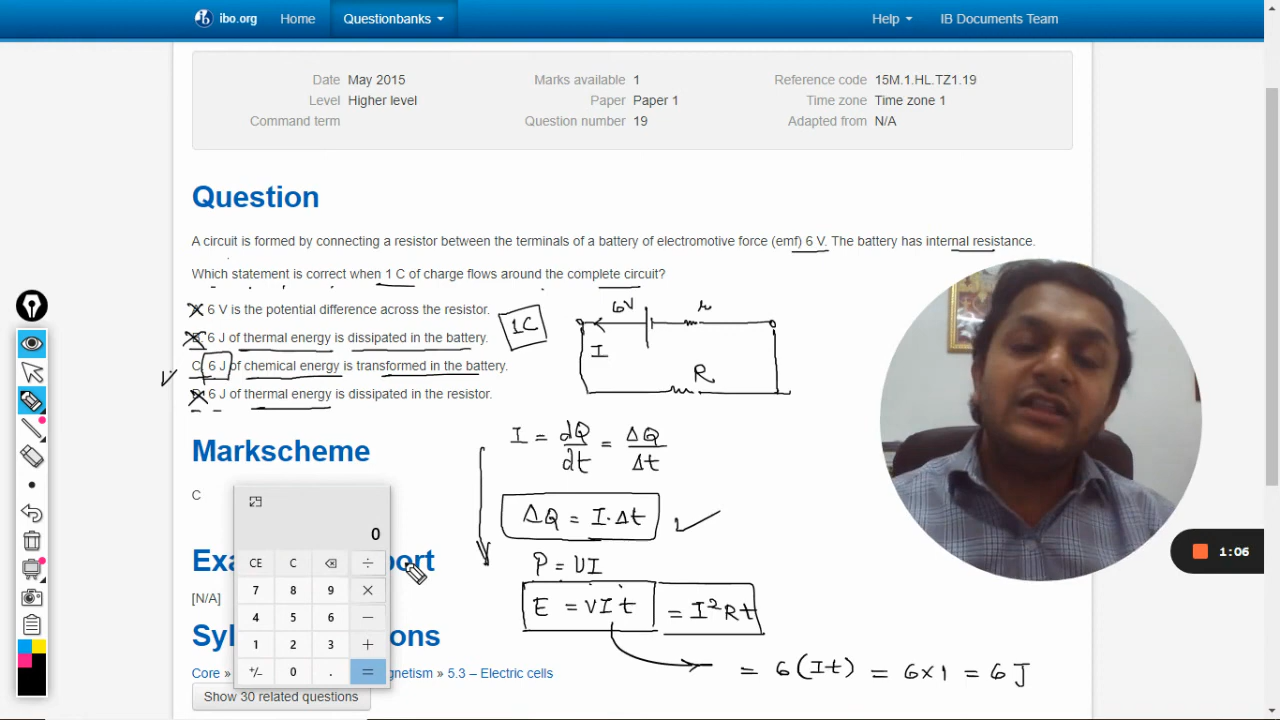 ibo.org Home Questionbanks Help IB Documents Team
Date May 2015 Marks available 1 Reference code 15M.1.HL.TZ1.19
Level Higher level Paper Paper 1 Time zone Time zone 1
Command term Question number 19 Adapted from N/A
Question
A circuit is formed by connecting a resistor between the terminals of a battery of electromotive force (emf) 6 V. The battery has internal resistance.
Which statement is correct when 1 C of charge flows around the complete circuit?
6 V is the potential difference across the resistor.
6 J of thermal energy is dissipated in the battery.
C. 6 J of chemical energy is transformed in the battery.
6 J of thermal energy is dissipated in the resistor.
1C
6V r
I
R
I = dQ/dt = ΔQ/Δt
Markscheme
C
ΔQ = I·Δt
P = VI
E = VIt = I²Rt
= 6(It) = 6×1 = 6 J
0
CE C ⌫ ÷
7 8 9 ×
4 5 6 −
1 2 3 +
+/- 0 . =
Exa port
[N/A]
Syl ons
Core » netism » 5.3 – Electric cells
Show 30 related questions
1:06